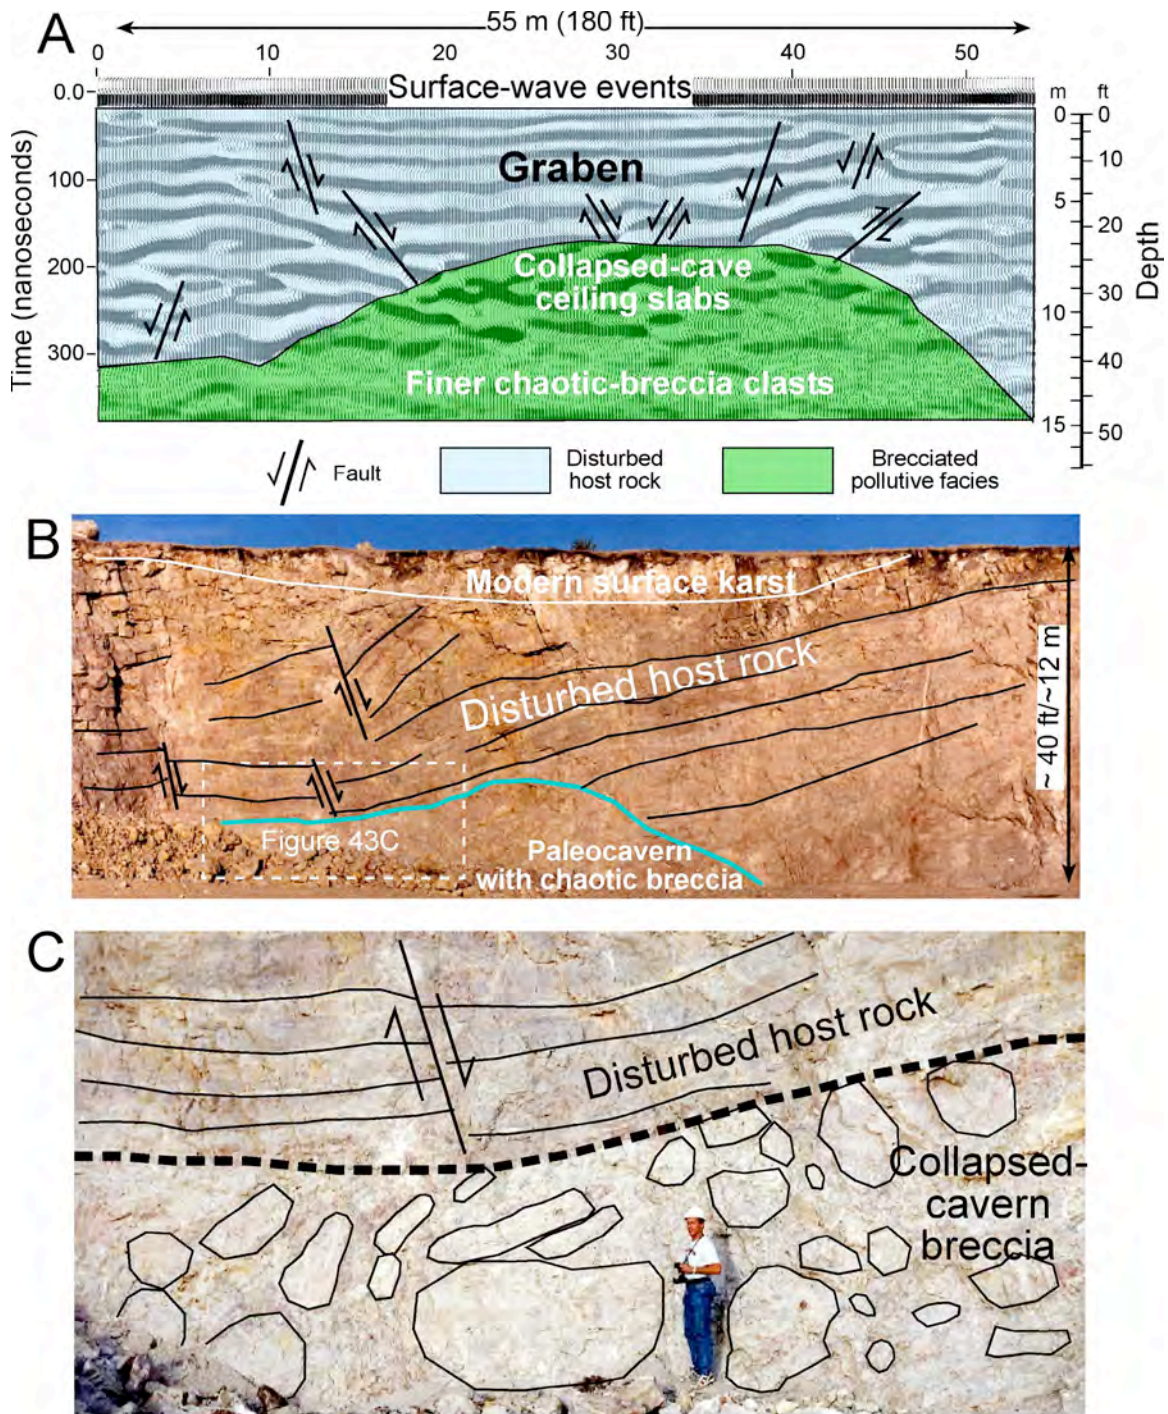 A
55 m (180 ft)
0 10 20 30 40 50
Surface-wave events
m ft
0.0
100
200
300
Time (nanoseconds)
0 0
10
5
20
30
10
40
15
50
Depth
Graben
Collapsed-cave
ceiling slabs
Finer chaotic-breccia clasts
Fault
Disturbed
host rock
Brecciated
pollutive facies
B
Modern surface karst
Disturbed host rock
~ 40 ft/~12 m
Figure 43C
Paleocavern
with chaotic breccia
C
Disturbed host rock
Collapsed-
cavern
breccia